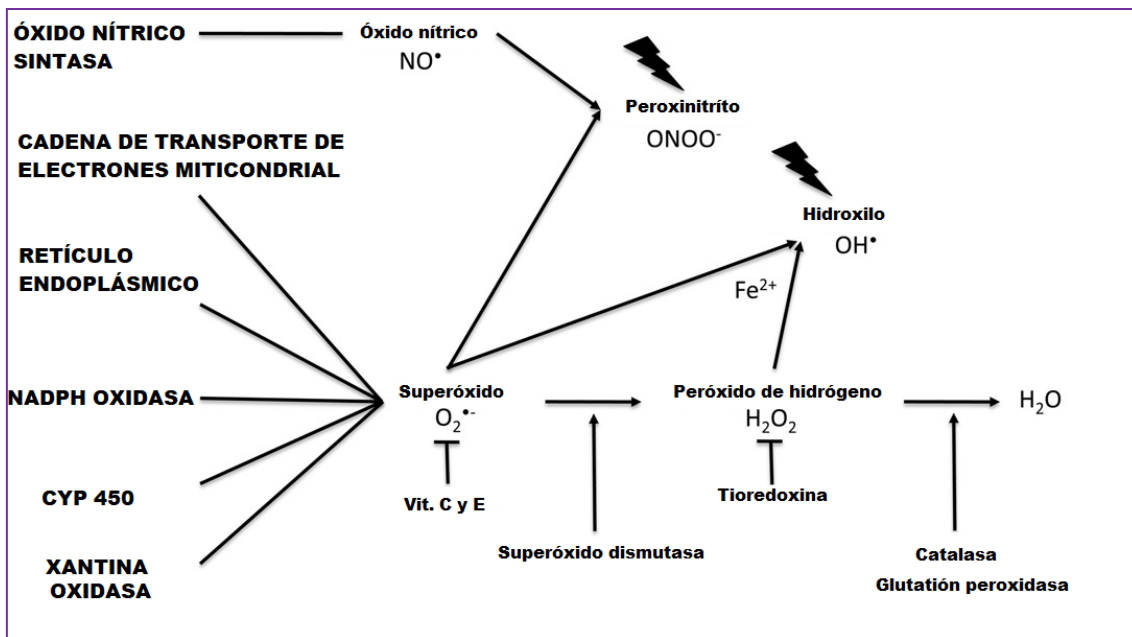 ÓXIDO NÍTRICO
SINTASA
Óxido nítrico
NO•
Peroxinitríto
ONOO⁻
CADENA DE TRANSPORTE DE
ELECTRONES MITICONDRIAL
Hidroxilo
OH•
RETÍCULO
ENDOPLÁSMICO
Fe²⁺
NADPH OXIDASA
Superóxido
O₂•⁻
Peróxido de hidrógeno
H₂O₂
H₂O
CYP 450
Vit. C y E
Tioredoxina
Superóxido dismutasa
Catalasa
Glutatión peroxidasa
XANTINA
OXIDASA